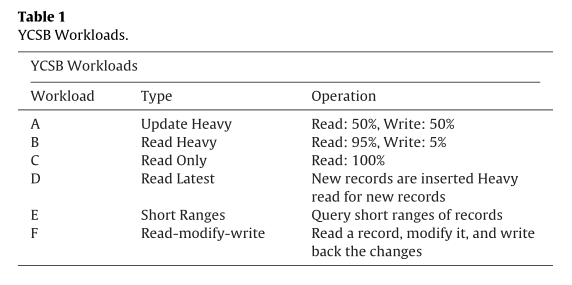 Table 1
YCSB Workloads.
YCSB Workloads
Workload Type Operation
A Update Heavy Read: 50%, Write: 50%
B Read Heavy Read: 95%, Write: 5%
C Read Only Read: 100%
D Read Latest New records are inserted Heavy
read for new records
E Short Ranges Query short ranges of records
F Read-modify-write Read a record, modify it, and write
back the changes